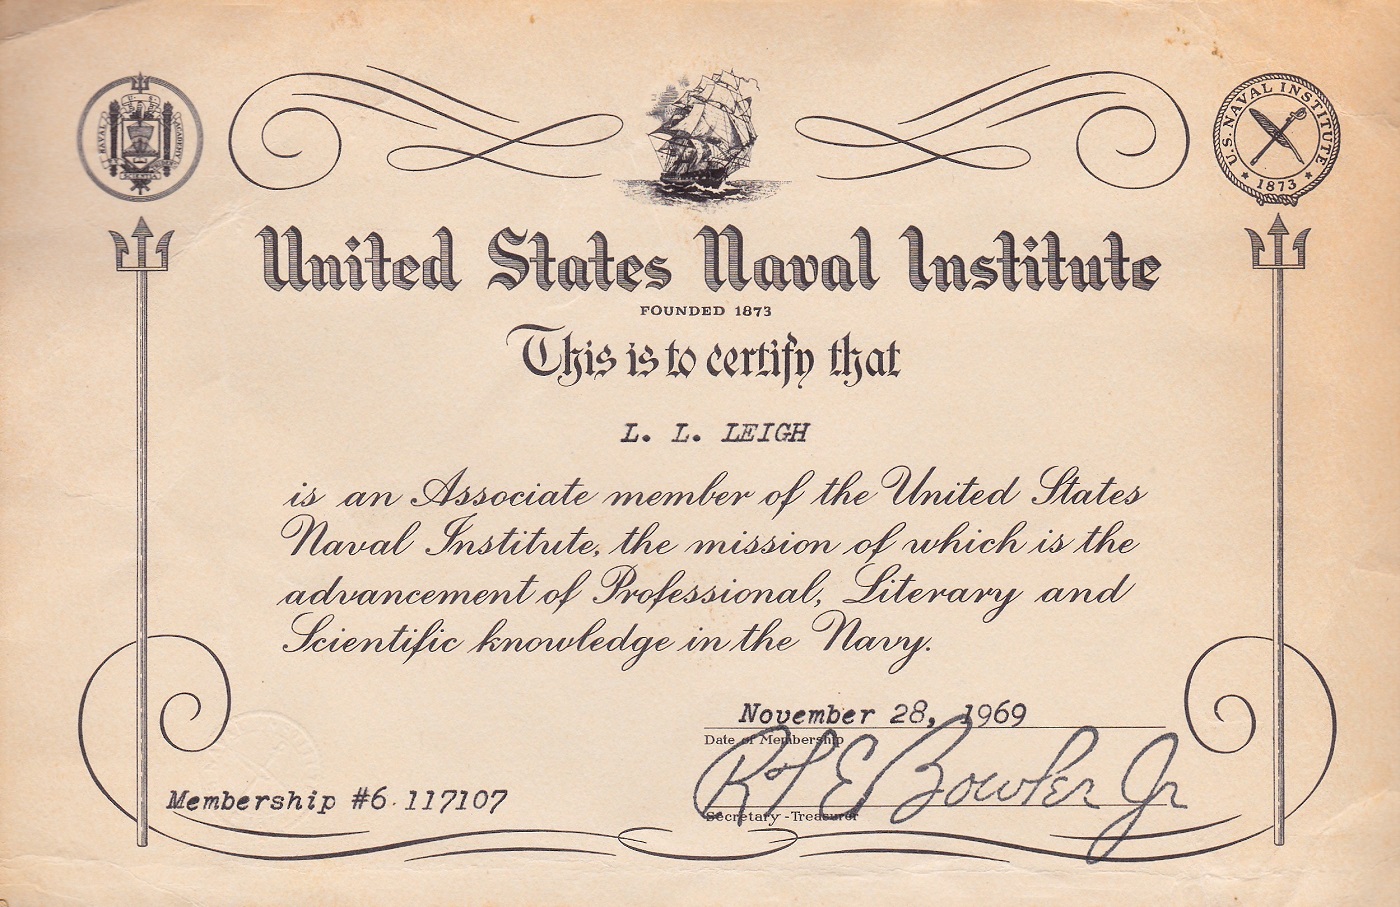 U.S. NAVAL INSTITUTE
★ 1873 ★
NAVAL ACADEMY
United States Naval Institute
FOUNDED 1873
This is to certify that
L. L. LEIGH
is an Associate member of the United States
Naval Institute, the mission of which is the
advancement of Professional, Literary and
Scientific knowledge in the Navy.
November 28, 1969
Date of Membership
R E Bowler Jr
Membership #6 117107
Secretary-Treasurer